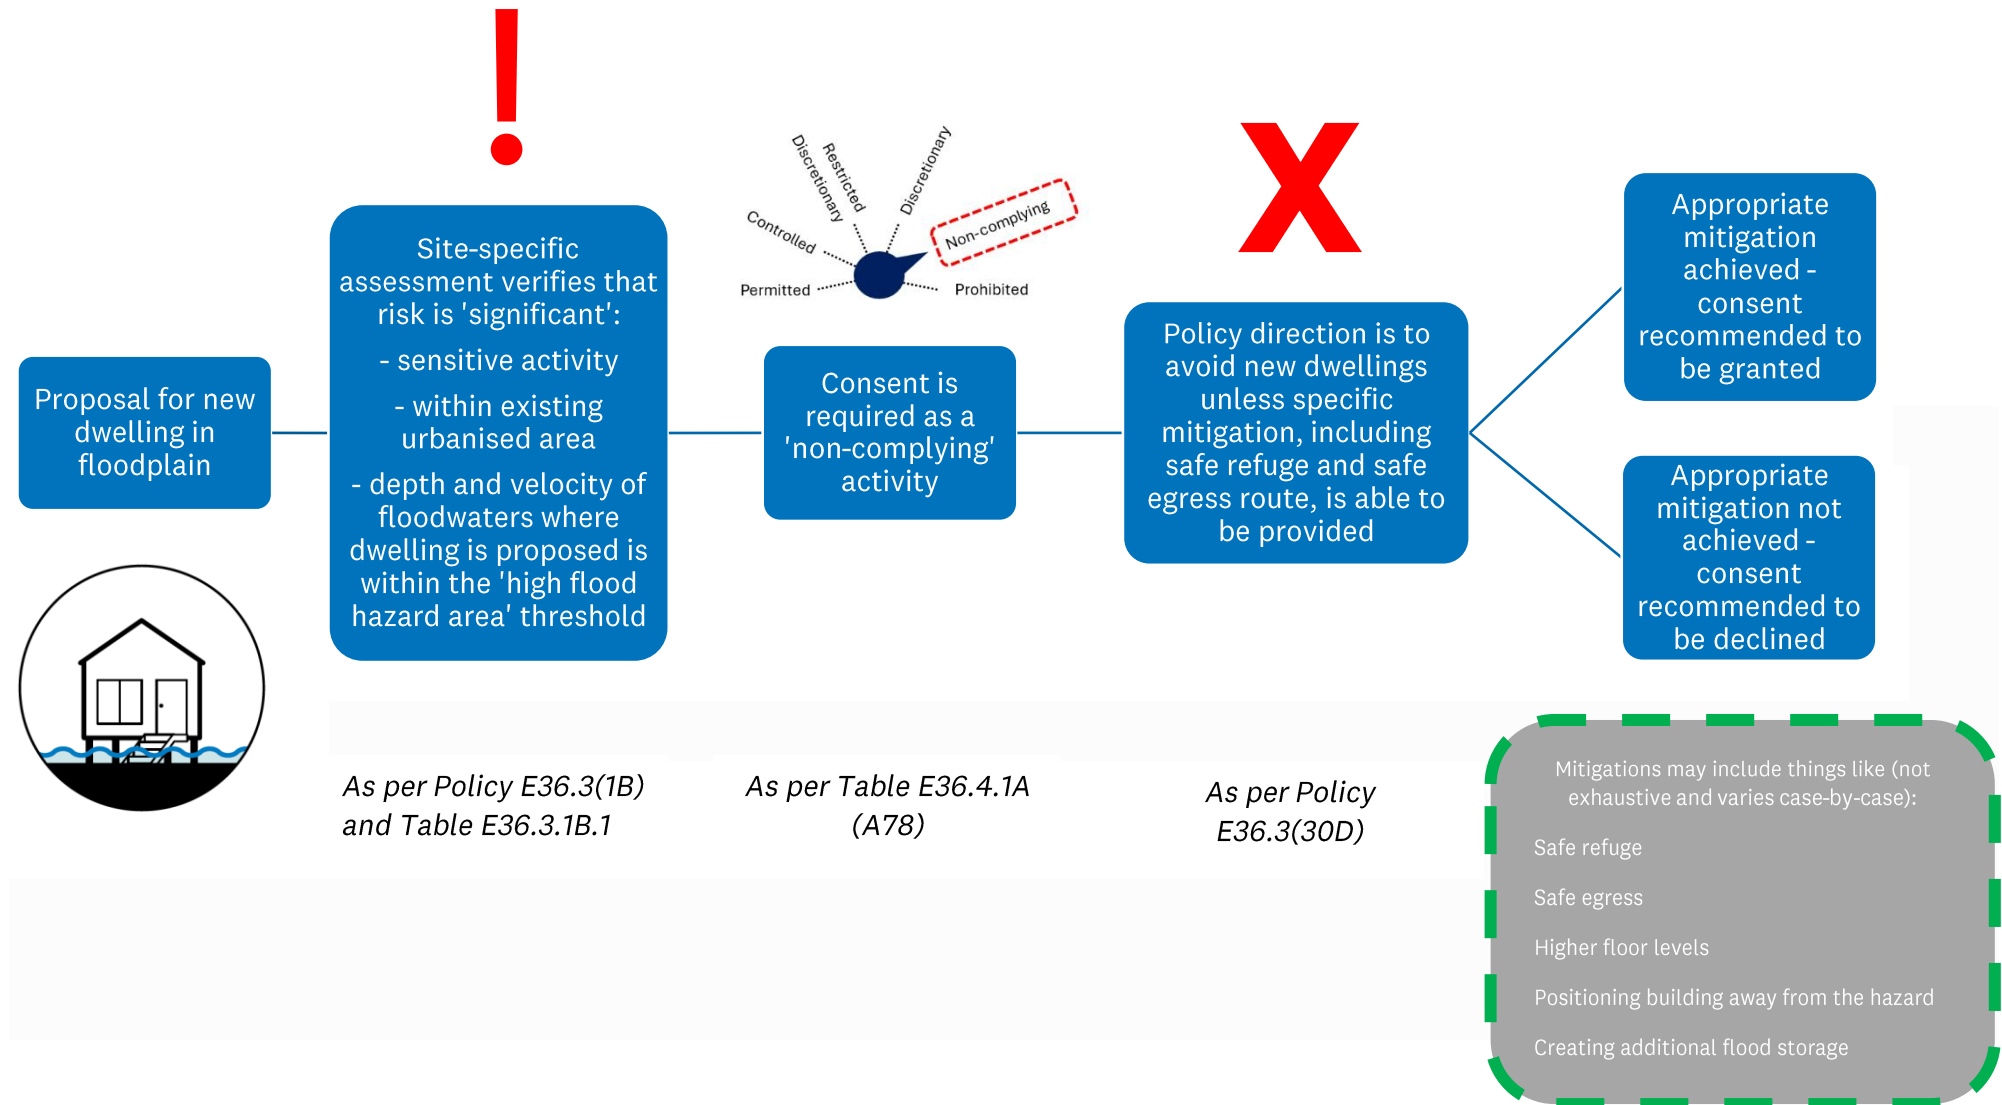 !
Permitted
Controlled
Restricted
Discretionary
Discretionary
Non-complying
Prohibited
X
Proposal for new
dwelling in
floodplain
Site-specific
assessment verifies that
risk is 'significant':
- sensitive activity
- within existing
urbanised area
- depth and velocity of
floodwaters where
dwelling is proposed is
within the 'high flood
hazard area' threshold
Consent is
required as a
'non-complying'
activity
Policy direction is to
avoid new dwellings
unless specific
mitigation, including
safe refuge and safe
egress route, is able to
be provided
Appropriate
mitigation
achieved -
consent
recommended to
be granted
Appropriate
mitigation not
achieved -
consent
recommended to
be declined
As per Policy E36.3(1B)
and Table E36.3.1B.1
As per Table E36.4.1A
(A78)
As per Policy
E36.3(30D)
Mitigations may include things like (not
exhaustive and varies case-by-case):
Safe refuge
Safe egress
Higher floor levels
Positioning building away from the hazard
Creating additional flood storage